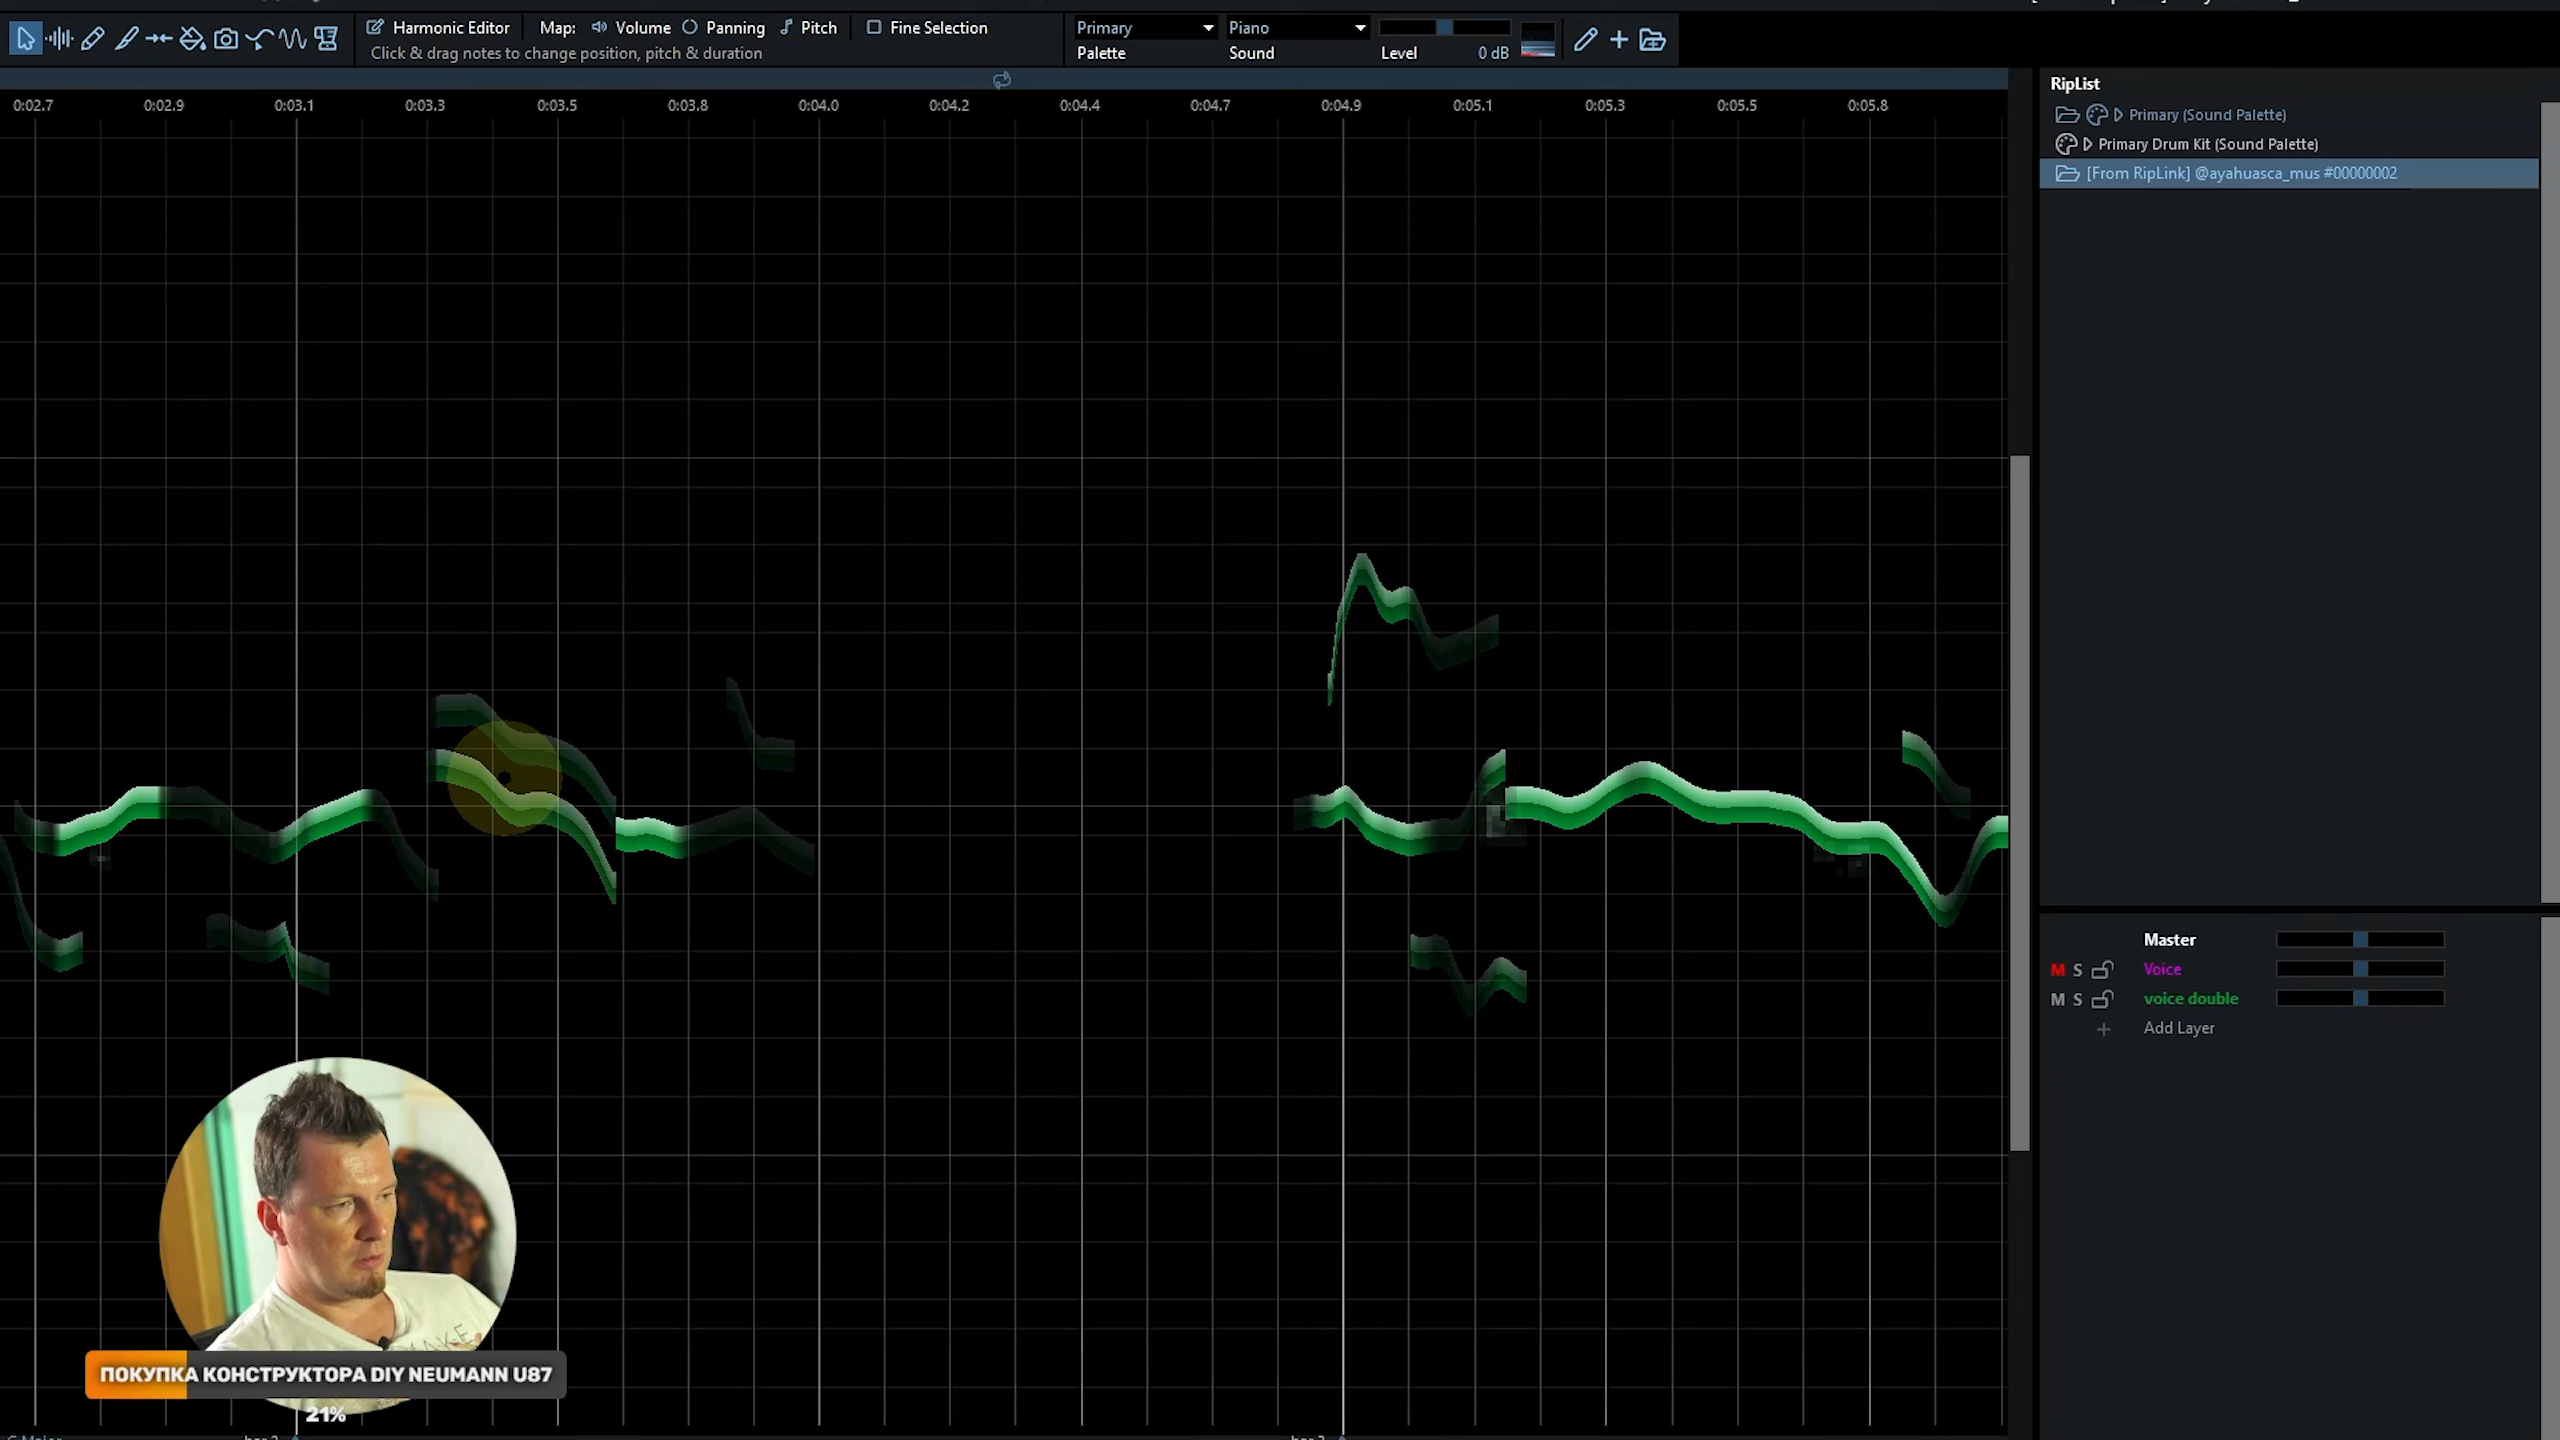 Harmonic Editor Map: Volume Panning Pitch Fine Selection
Click & drag notes to change position, pitch & duration
Primary Piano
Palette Sound Level 0 dB
0:02.7 0:02.9 0:03.1 0:03.3 0:03.5 0:03.8 0:04.0 0:04.2 0:04.4 0:04.7 0:04.9 0:05.1 0:05.3 0:05.5 0:05.8
RipList
Primary (Sound Palette)
Primary Drum Kit (Sound Palette)
[From RipLink] @ayahuasca_mus #00000002
Master
M S Voice
M S voice double
+ Add Layer
ПОКУПКА КОНСТРУКТОРА DIY NEUMANN U87
21%